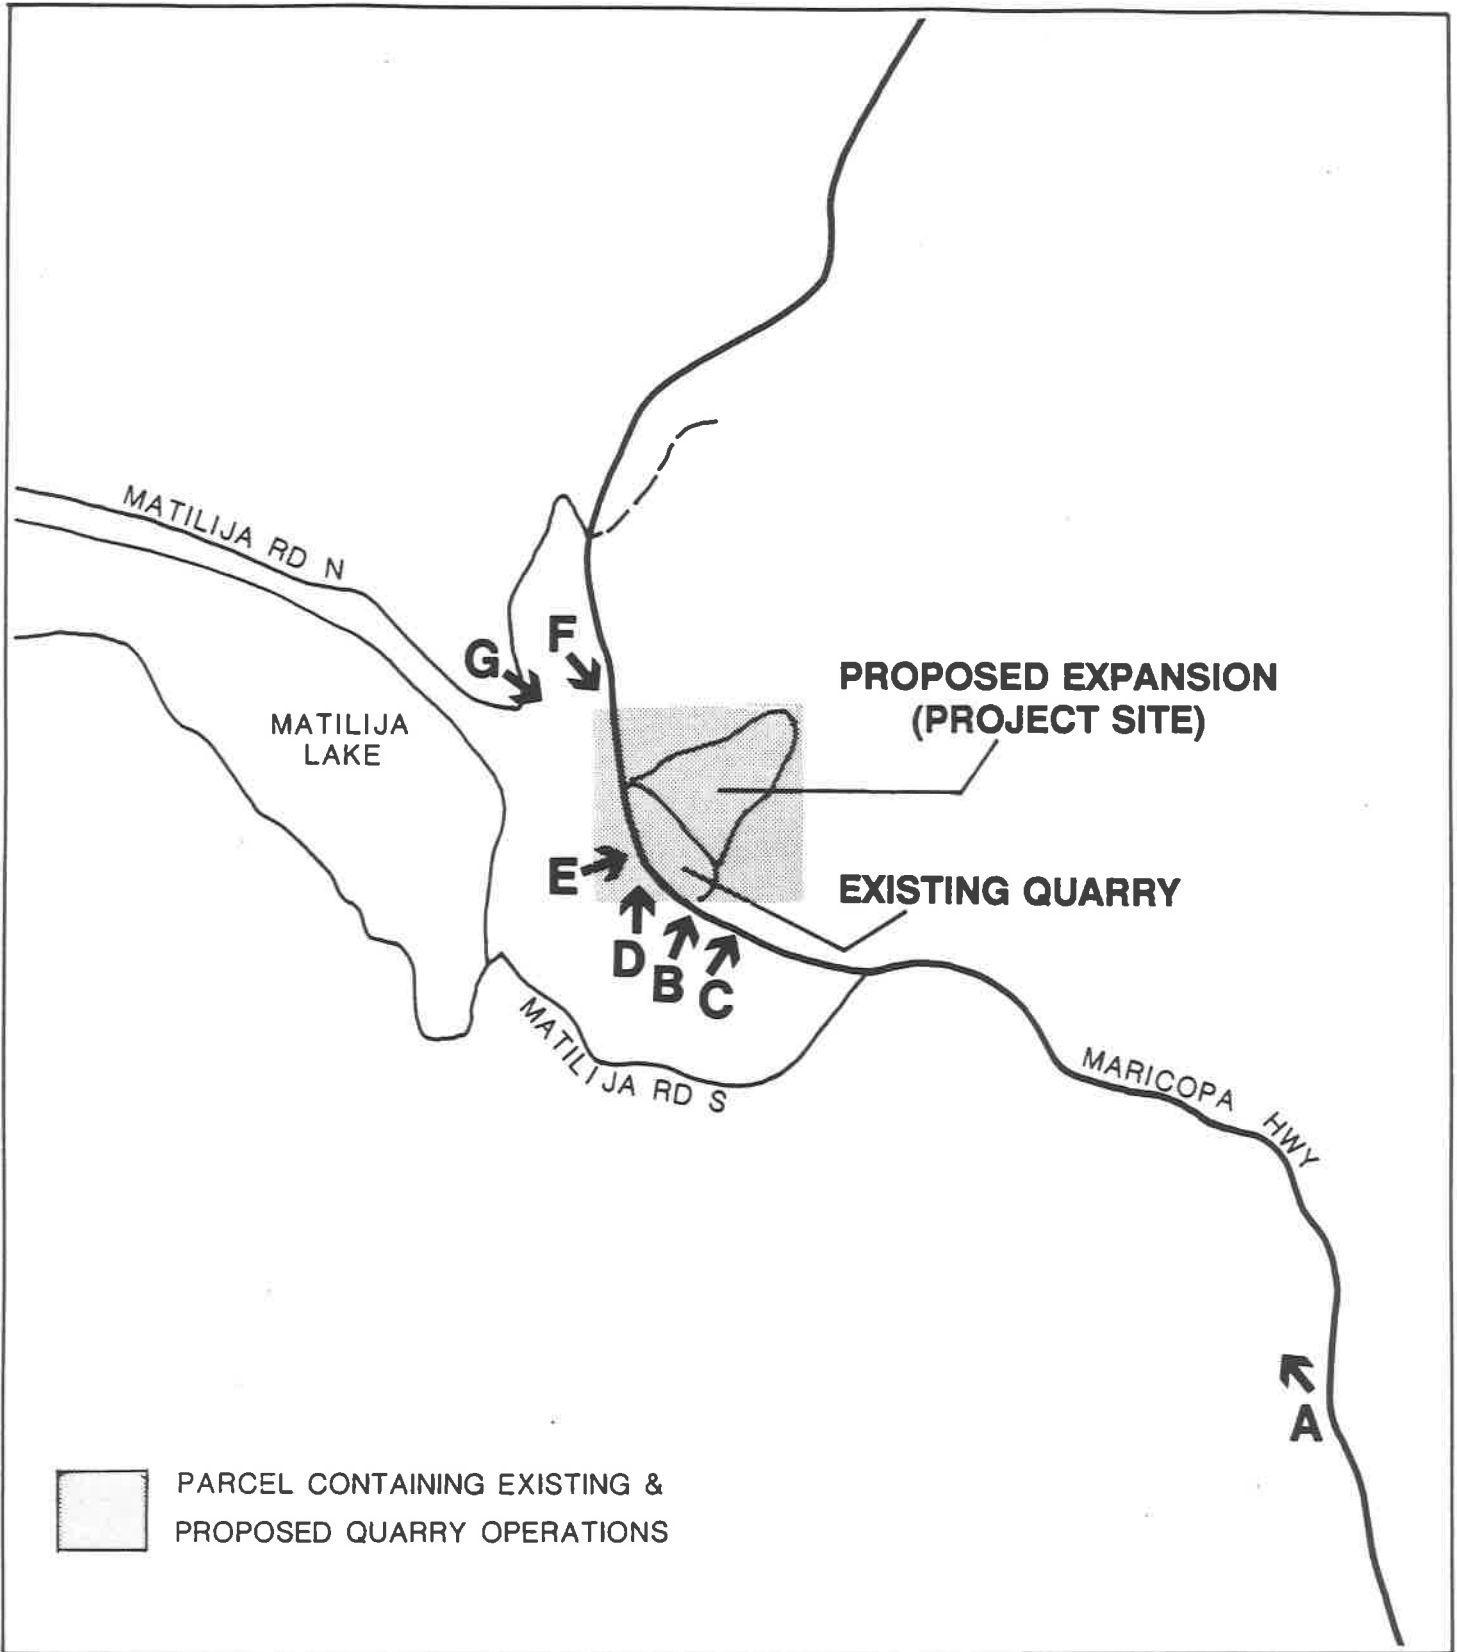 MATILIJA RD N
F
G
PROPOSED EXPANSION
(PROJECT SITE)
MATILIJA
LAKE
E
EXISTING QUARRY
D
B
C
MATILIJA RD S
MARICOPA HWY
A
PARCEL CONTAINING EXISTING &
PROPOSED QUARRY OPERATIONS